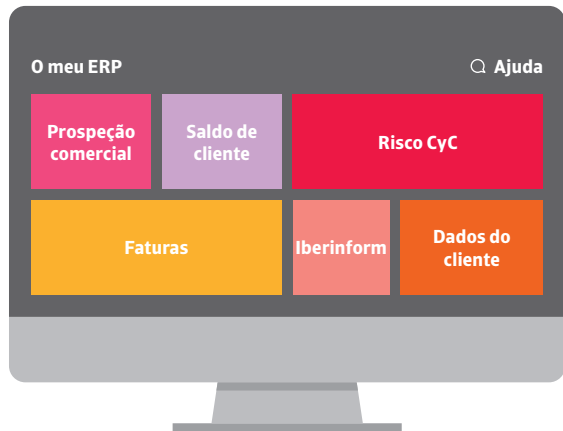 O meu ERP
Ajuda
Prospeção
comercial
Saldo de
cliente
Risco CyC
Faturas
Iberinform
Dados do
cliente